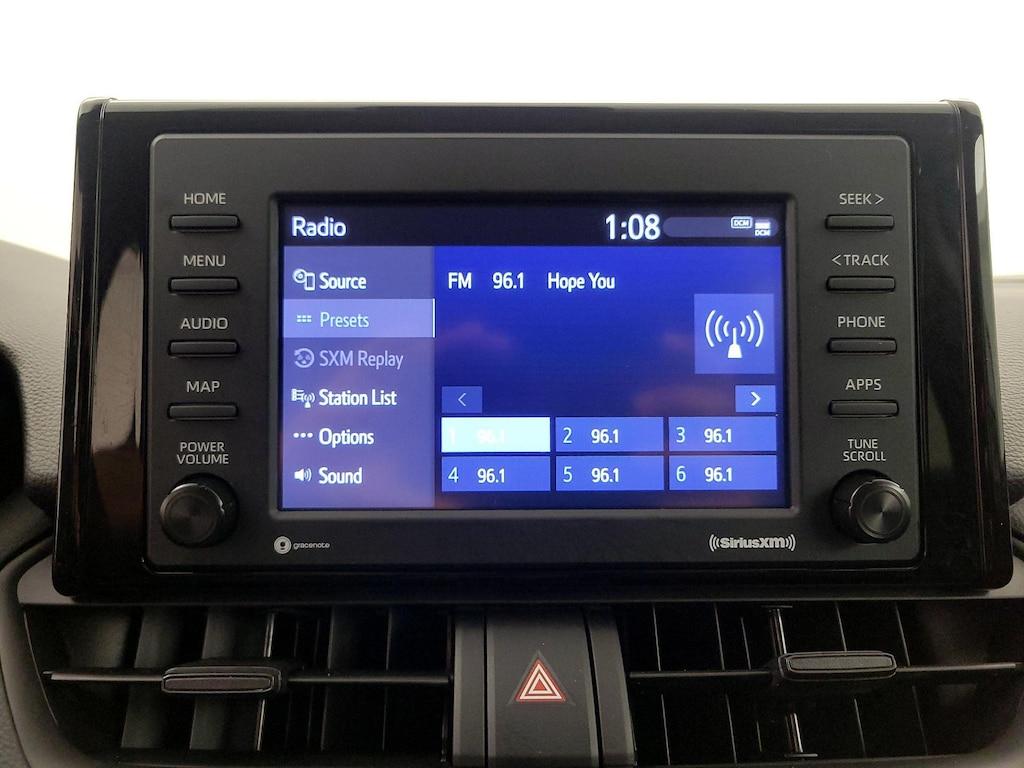 HOME
MENU
AUDIO
MAP
POWER
VOLUME
Radio 1:08 DCM DCM
Source
Presets
SXM Replay
Station List
Options
Sound
FM 96.1 Hope You
< >
1 96.1 2 96.1 3 96.1
4 96.1 5 96.1 6 96.1
SEEK >
< TRACK
PHONE
APPS
TUNE
SCROLL
gracenote
((SiriusXM))